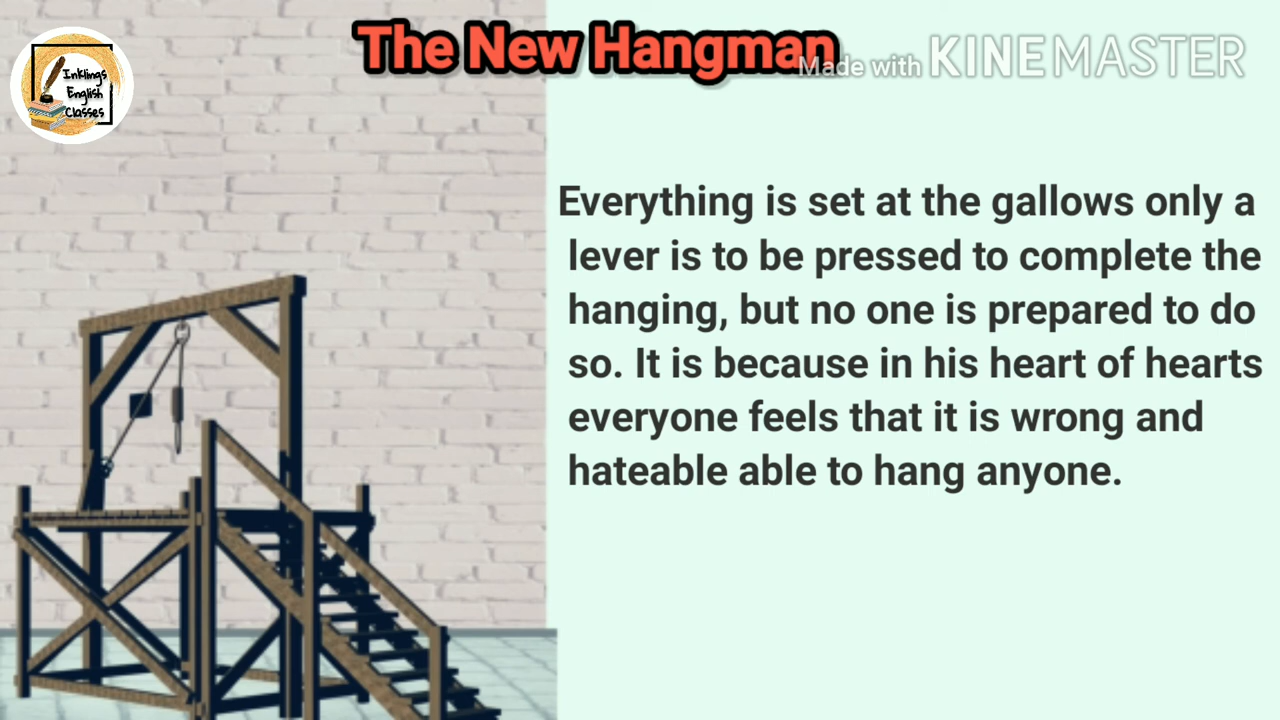 The New Hangman
Made with KINEMASTER
Inklings
English
Classes
Everything is set at the gallows only a
lever is to be pressed to complete the
hanging, but no one is prepared to do
so. It is because in his heart of hearts
everyone feels that it is wrong and
hateable able to hang anyone.